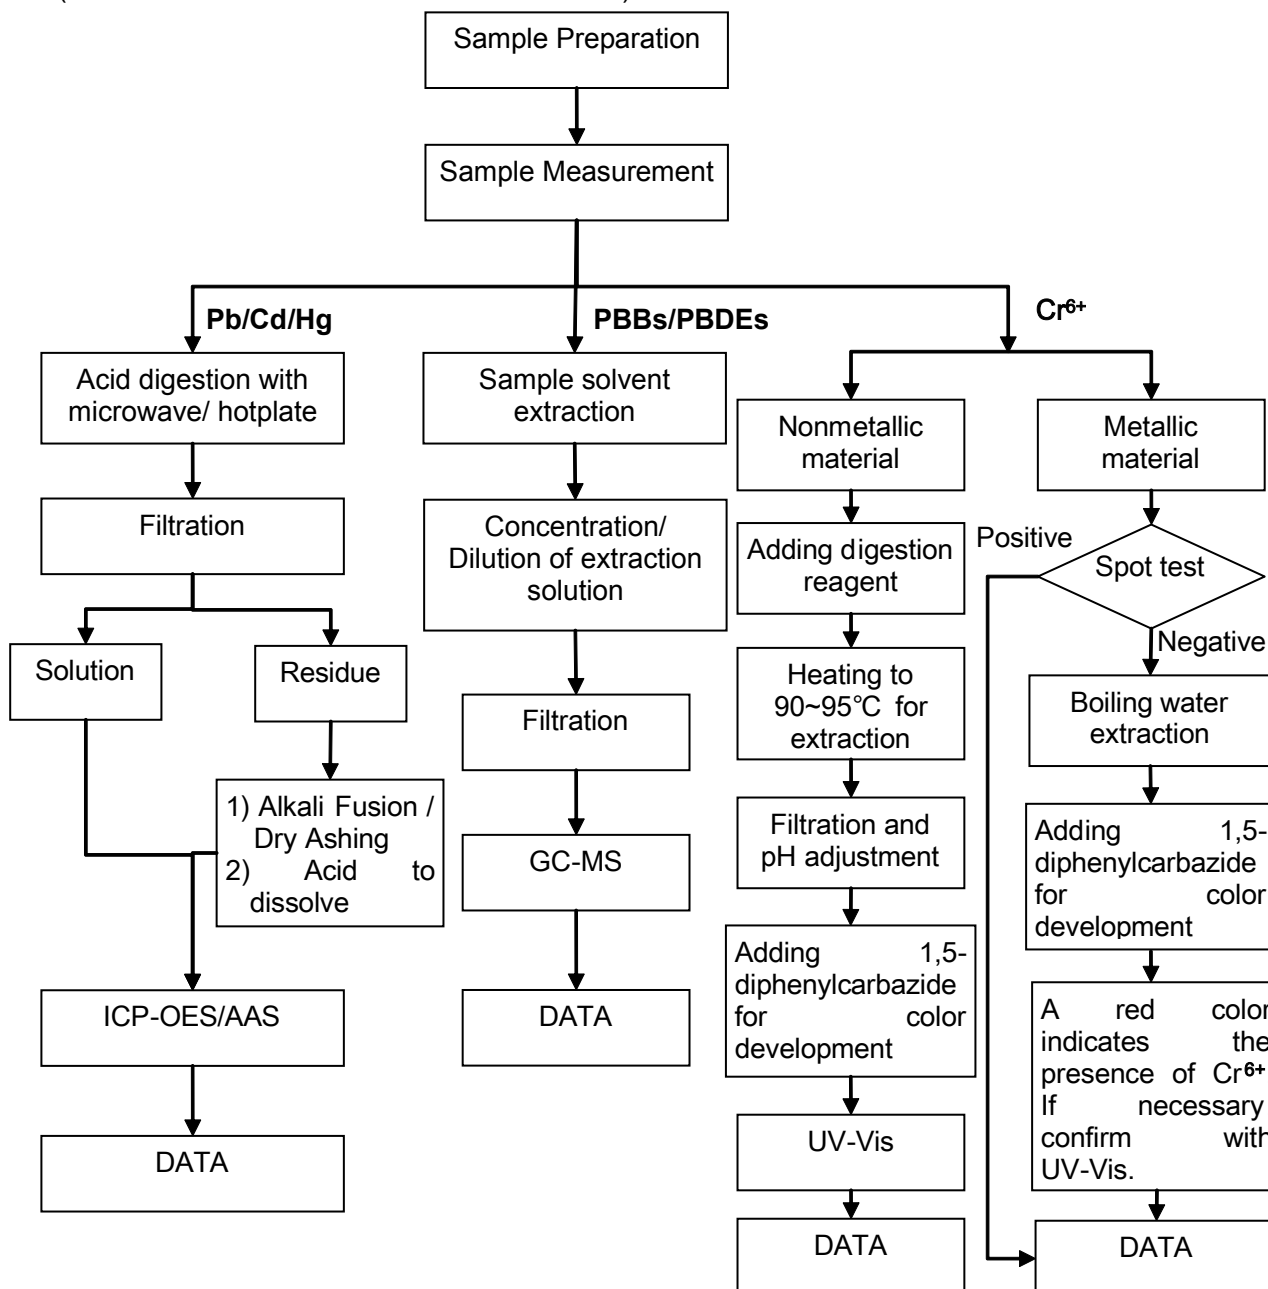 Sample Preparation
Sample Measurement
Pb/Cd/Hg
PBBs/PBDEs
Cr⁶⁺
Acid digestion with
microwave/ hotplate
Filtration
Solution
Residue
1) Alkali Fusion /
Dry Ashing
2) Acid to
dissolve
ICP-OES/AAS
DATA
Sample solvent
extraction
Concentration/
Dilution of extraction
solution
Filtration
GC-MS
DATA
Nonmetallic
material
Adding digestion
reagent
Heating to
90~95℃ for
extraction
Filtration and
pH adjustment
Adding 1,5-
diphenylcarbazide
for color
development
UV-Vis
DATA
Metallic
material
Positive
Spot test
Negative
Boiling water
extraction
Adding 1,5-
diphenylcarbazide
for color
development
A red color
indicates the
presence of Cr⁶⁺
If necessary
confirm with
UV-Vis.
DATA